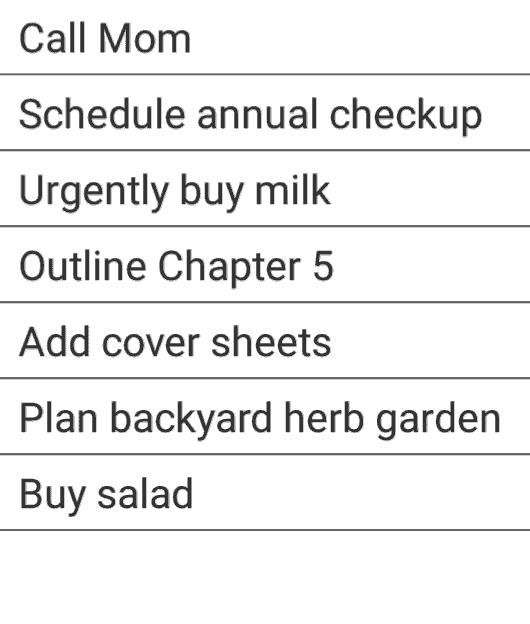 Call Mom
Schedule annual checkup
Urgently buy milk
Outline Chapter 5
Add cover sheets
Plan backyard herb garden
Buy salad